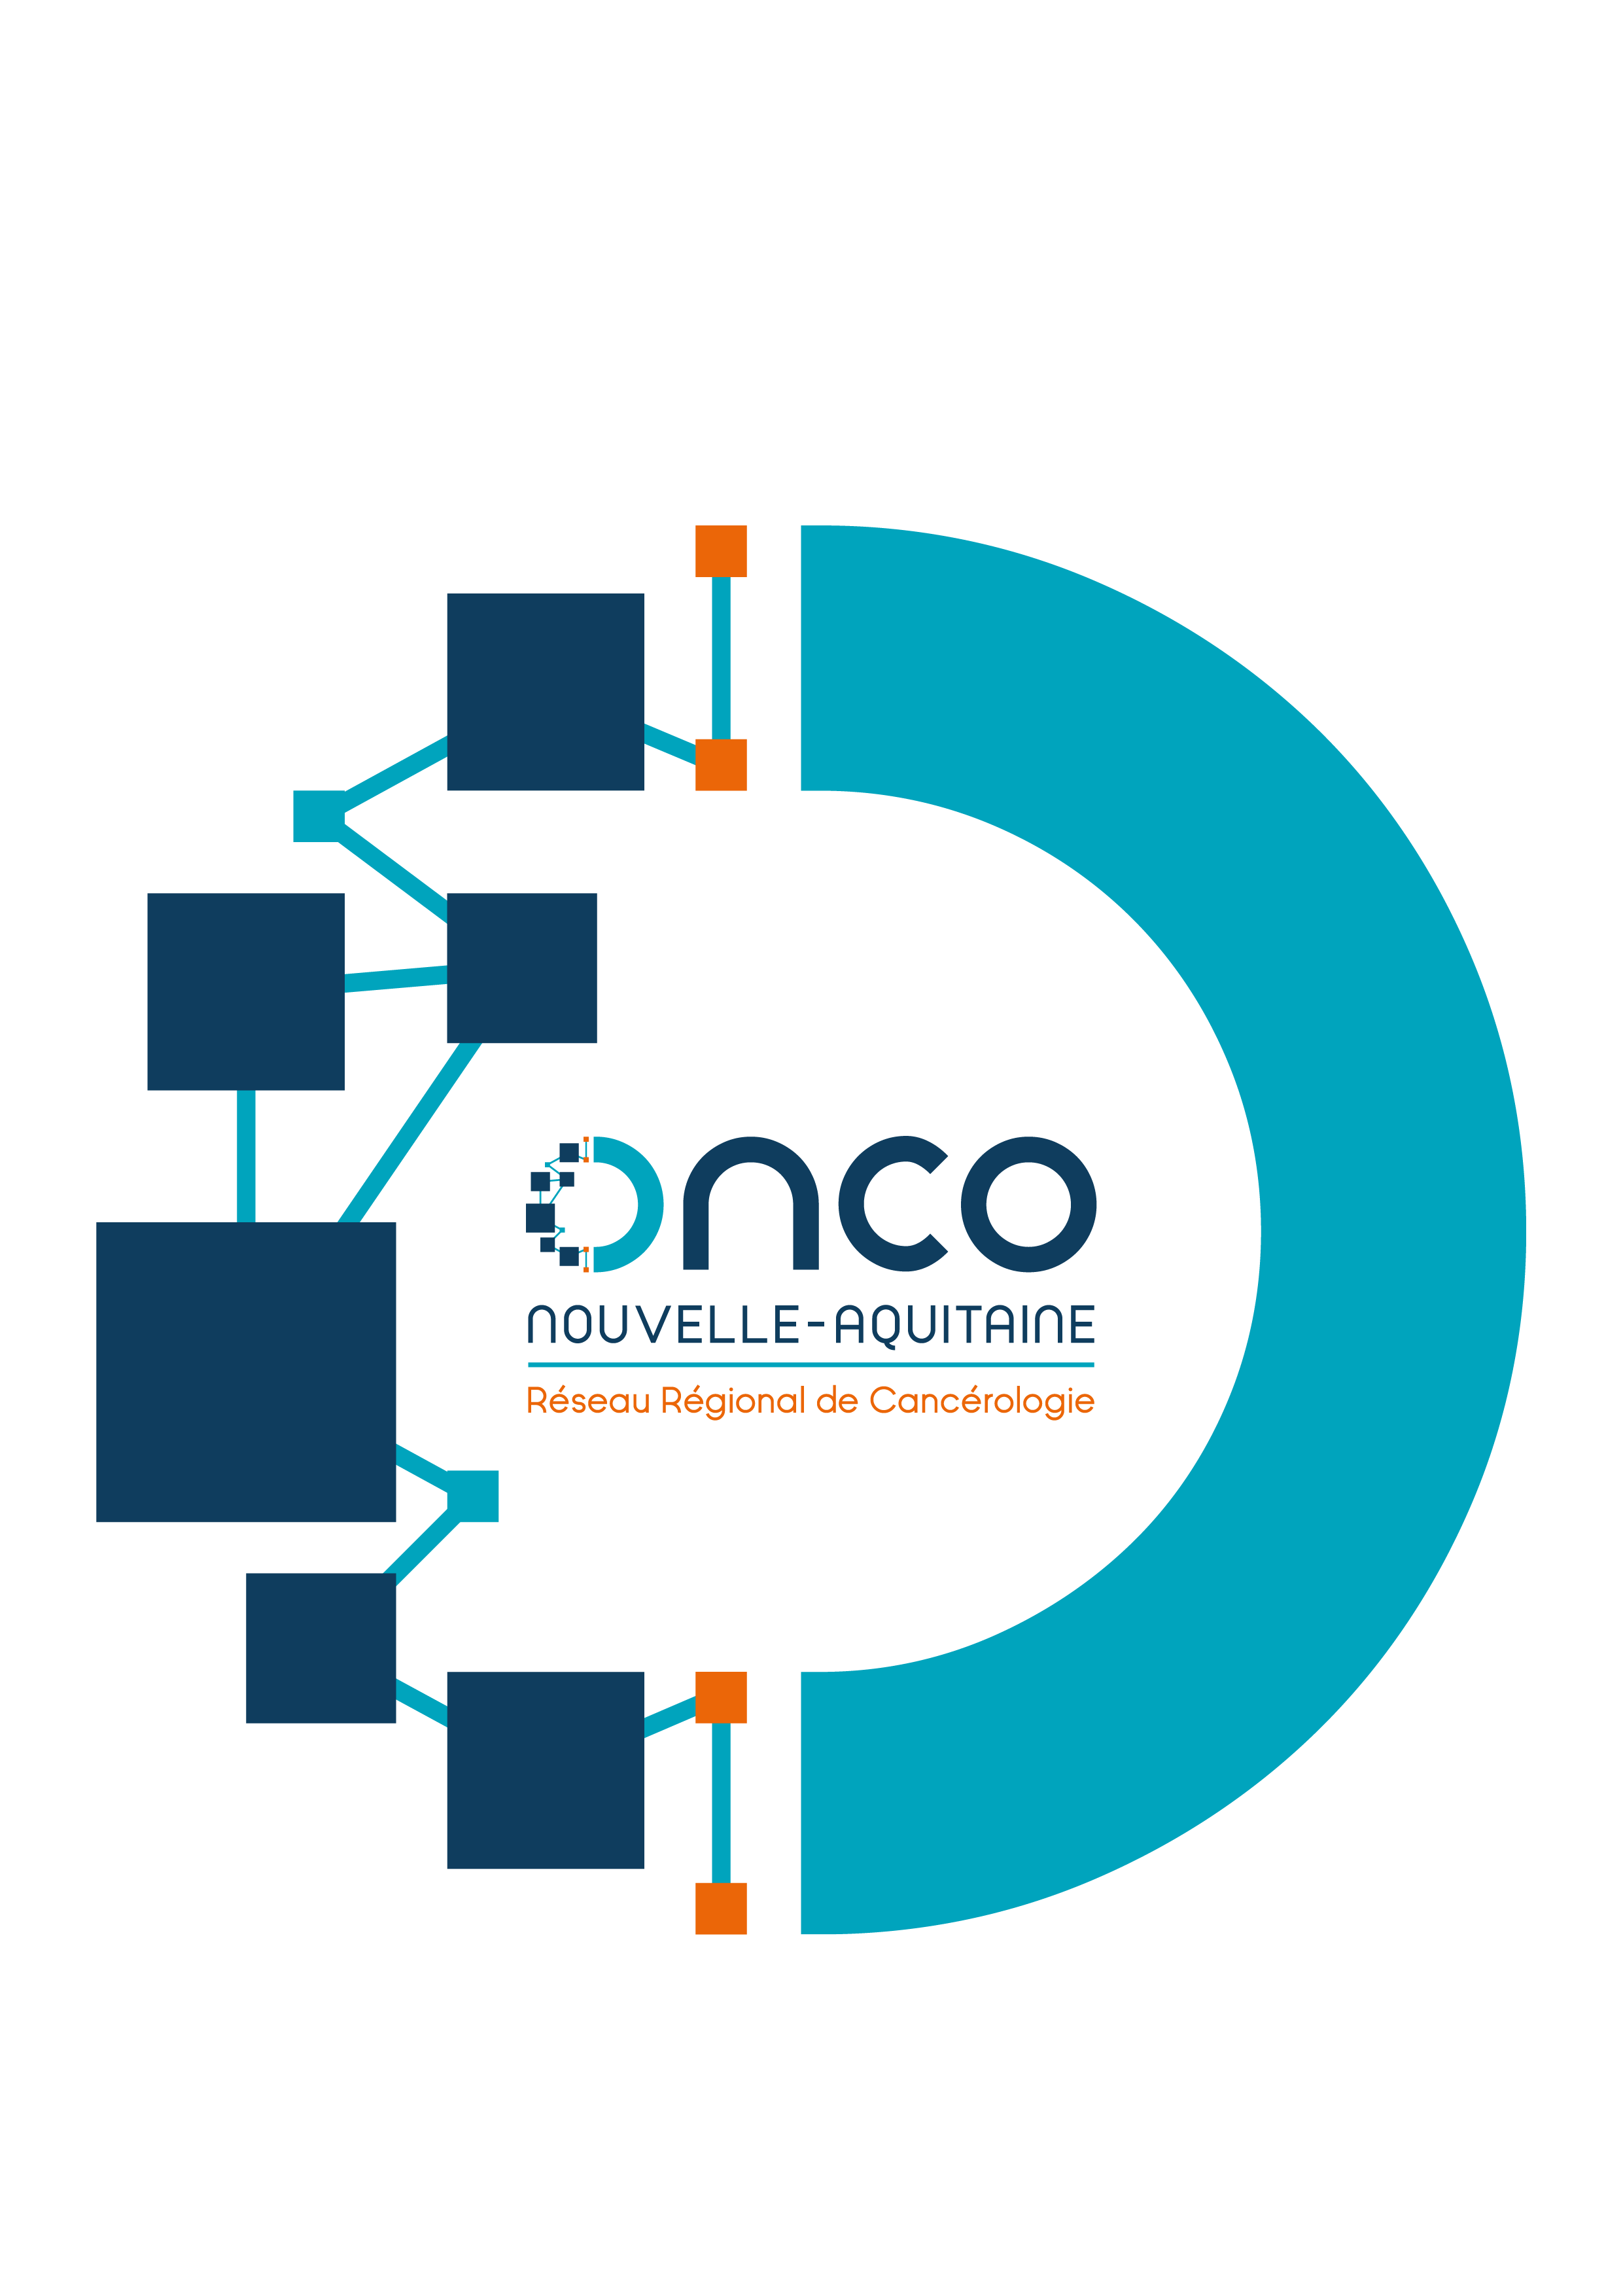 ONCO
NOUVELLE-AQUITAINE
Réseau Régional de Cancérologie